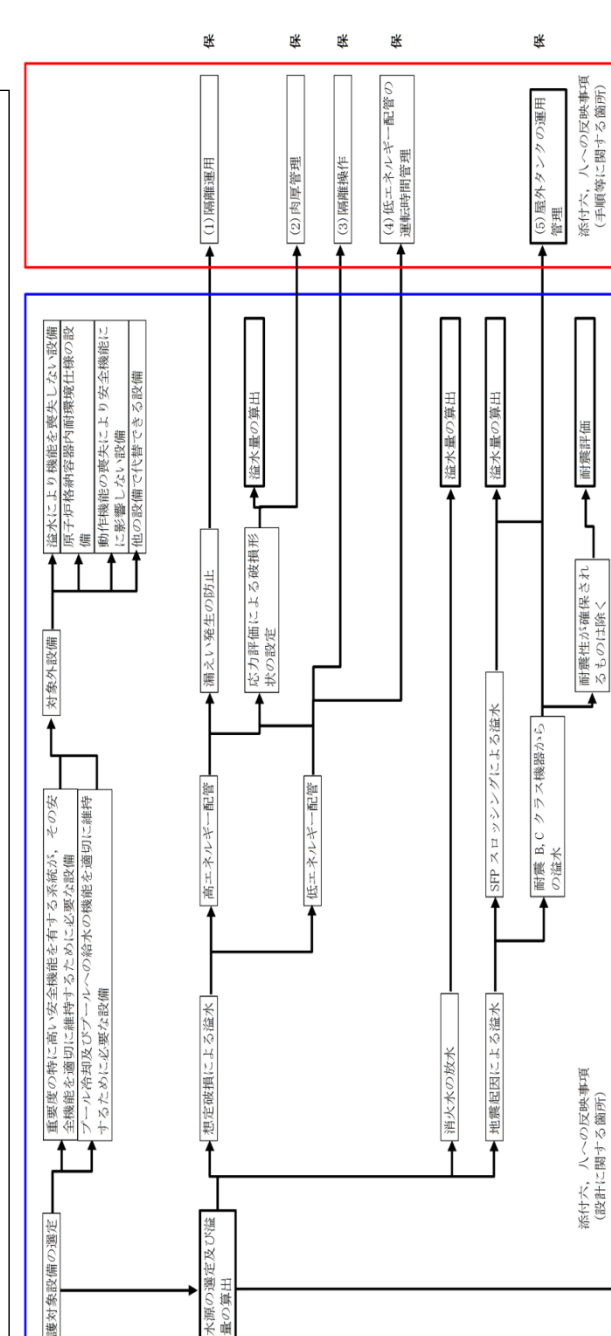 護対象設備の選定
重要度の特に高い安全機能を有する系統が，その安
全機能を適切に維持するために必要な設備
プール冷却及びプールへの給水の機能を適切に維持
するために必要な設備
対象外設備
溢水により機能を喪失しない設備
原子炉格納容器内耐環境仕様の設
備
動作機能の喪失により安全機能に
影響しない設備
他の設備で代替できる設備
水源の選定及び溢
量の算出
想定破損による溢水
高エネルギー配管
漏えい発生の防止
(1)隔離運用
保
応力評価による破損形
状の設定
溢水量の算出
(2)肉厚管理
保
低エネルギー配管
(3)隔離操作
保
(4)低エネルギー配管の
運転時間管理
保
消火水の放水
溢水量の算出
地震起因による溢水
SFP スロッシングによる溢水
溢水量の算出
耐震 B,C クラス機器から
の溢水
(5)屋外タンクの運用
管理
保
耐震性が確保され
るものは除く
耐震評価
添付六，八への反映事項
（設計に関する箇所）
添付六，八への反映事項
（手順等に関する箇所）